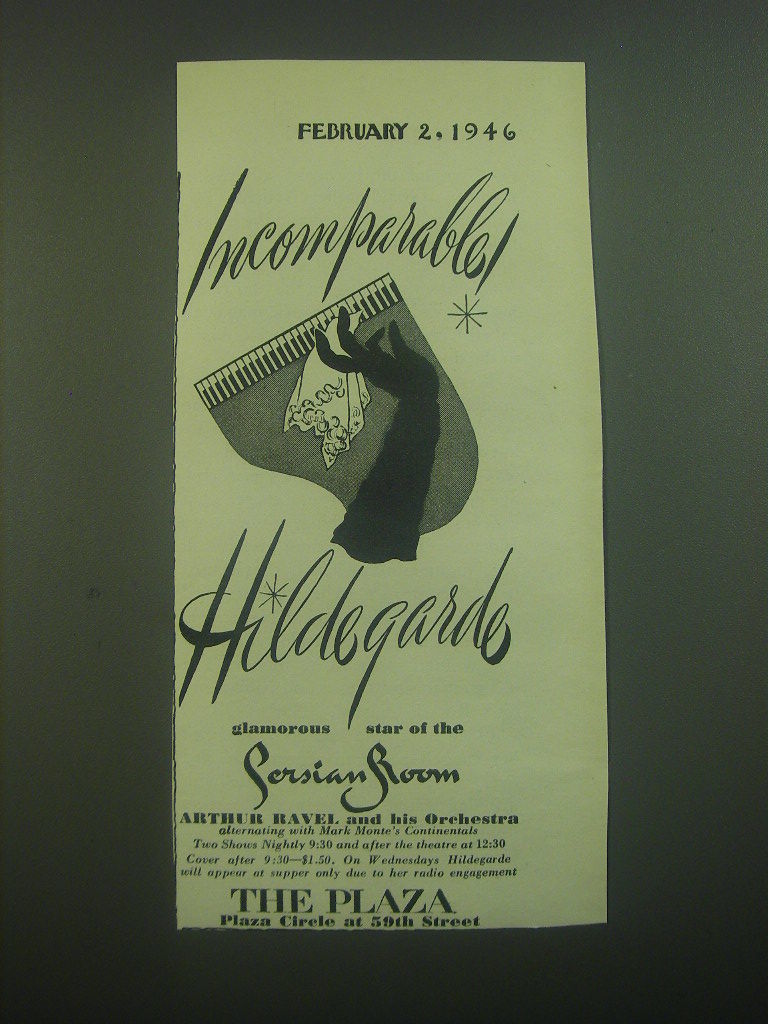 FEBRUARY 2, 1946
Incomparable!
Hildegarde
glamorous star of the
Persian Room
ARTHUR RAVEL and his Orchestra
alternating with Mark Monte's Continentals
Two Shows Nightly 9:30 and after the theatre at 12:30
Cover after 9:30—$1.50. On Wednesdays Hildegarde
will appear at supper only due to her radio engagement
THE PLAZA
Plaza Circle at 59th Street